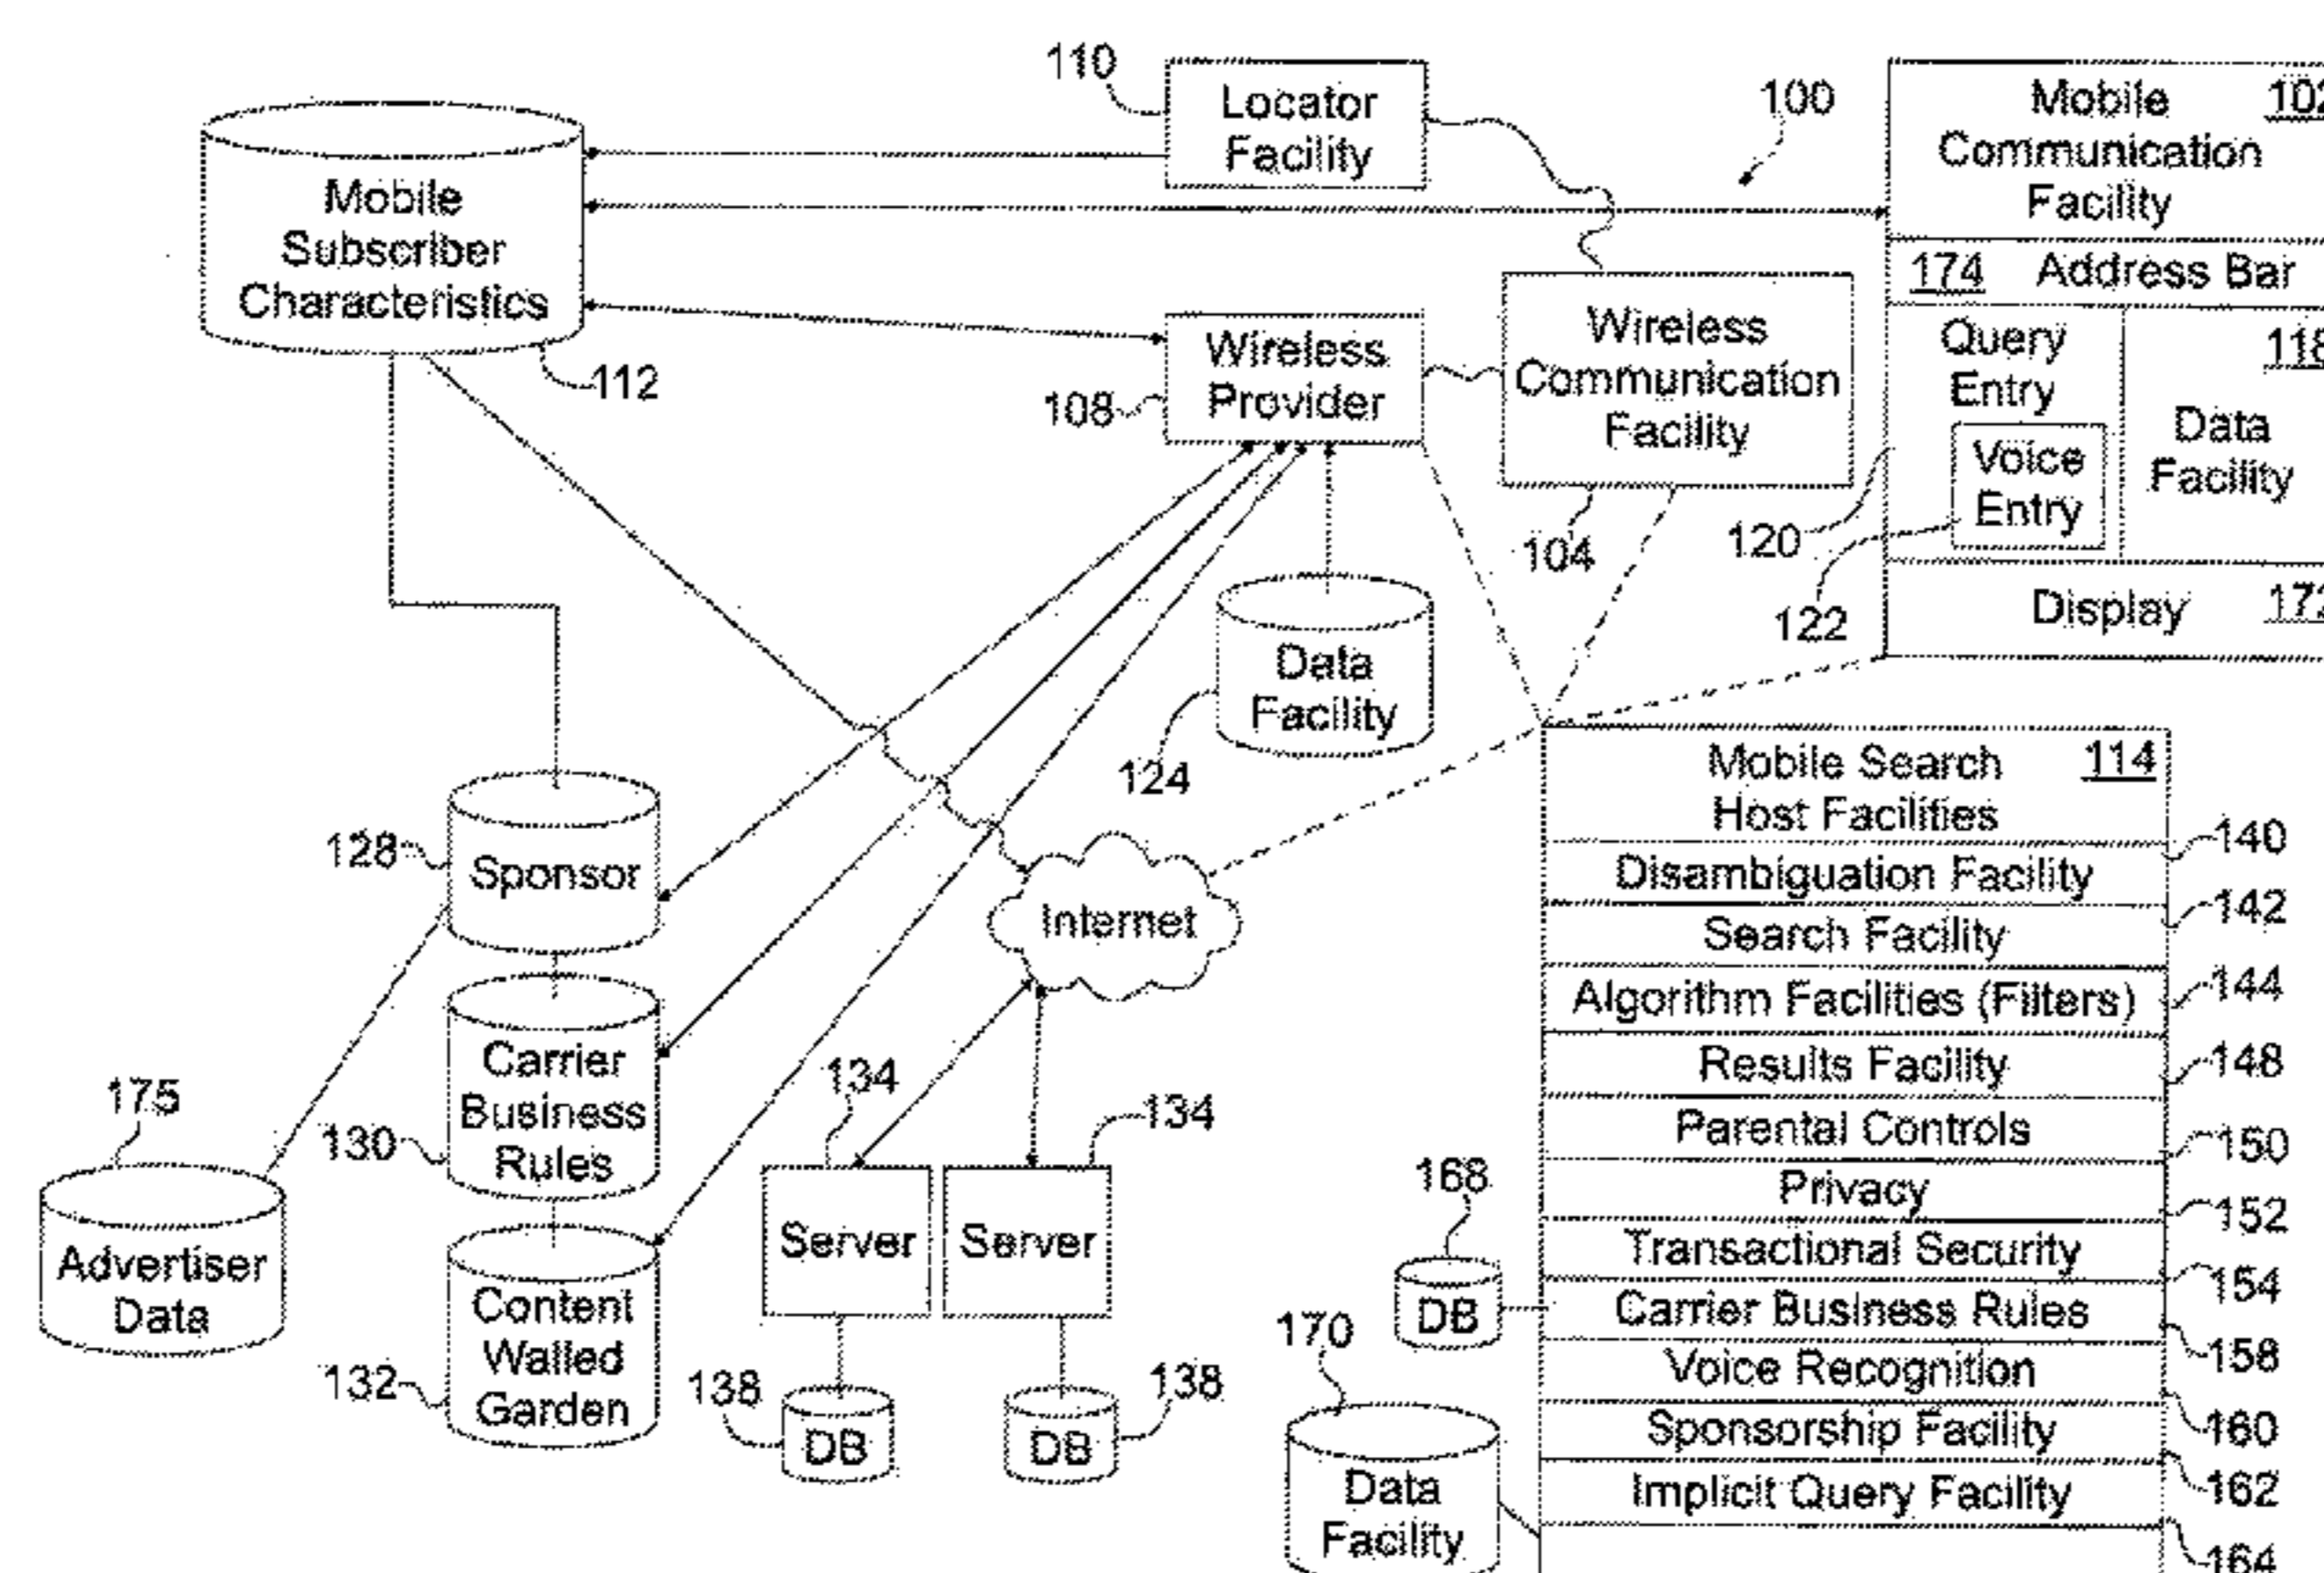 110
Locator
Facility
100
Mobile
Communication
Facility
174 Address Bar
Query
Entry
Voice
Entry
Data
Facility
120
122
Display
Mobile
Subscriber
Characteristics
112
Wireless
Provider
108
Wireless
Communication
Facility
104
Data
Facility
124
128
Sponsor
Internet
175
Advertiser
Data
130
Carrier
Business
Rules
132
Content
Walled
Garden
134
Server
134
Server
138
DB
138
DB
Mobile Search 114
Host Facilities
140
Disambiguation Facility
142
Search Facility
144
Algorithm Facilities (Filters)
148
Results Facility
Parental Controls
150
Privacy
152
Transactional Security
154
168
DB
Carrier Business Rules
158
Voice Recognition
160
Sponsorship Facility
162
Implicit Query Facility
164
170
Data
Facility